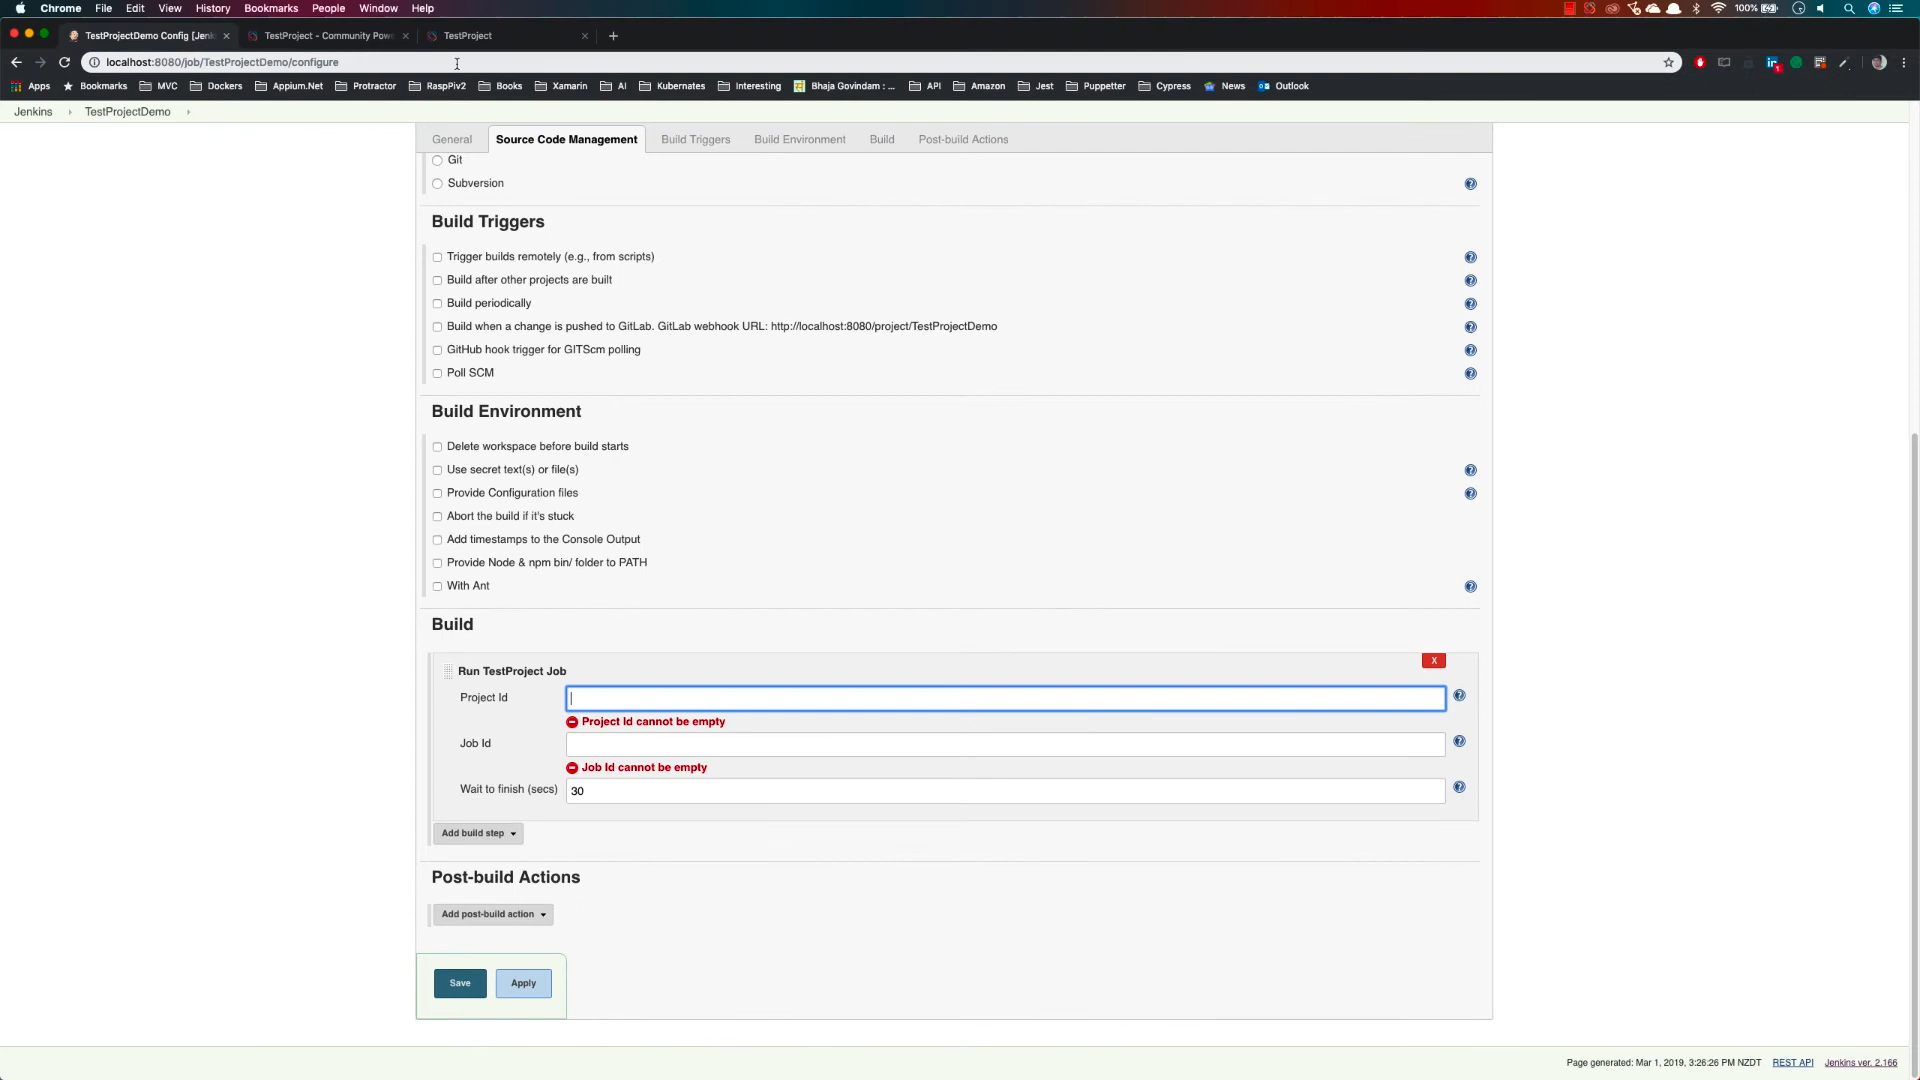 Chrome File Edit View History Bookmarks People Window Help 100%
TestProjectDemo Config [Jenk TestProject - Community Powe TestProject
localhost:8080/job/TestProjectDemo/configure
Apps Bookmarks MVC Dockers Appium.Net Protractor RaspPiv2 Books Xamarin AI Kubernetes Interesting Bhaja Govindam : ... API Amazon Jest Puppetter Cypress News Outlook
Jenkins TestProjectDemo
General Source Code Management Build Triggers Build Environment Build Post-build Actions
Git
Subversion
Build Triggers
Trigger builds remotely (e.g., from scripts)
Build after other projects are built
Build periodically
Build when a change is pushed to GitLab. GitLab webhook URL: http://localhost:8080/project/TestProjectDemo
GitHub hook trigger for GITScm polling
Poll SCM
Build Environment
Delete workspace before build starts
Use secret text(s) or file(s)
Provide Configuration files
Abort the build if it's stuck
Add timestamps to the Console Output
Provide Node & npm bin/ folder to PATH
With Ant
Build
X
Run TestProject Job
Project Id
Project Id cannot be empty
Job Id
Job Id cannot be empty
Wait to finish (secs) 30
Add build step
Post-build Actions
Add post-build action
Save Apply
Page generated: Mar 1, 2019, 3:26:26 PM NZDT REST API Jenkins ver. 2.166